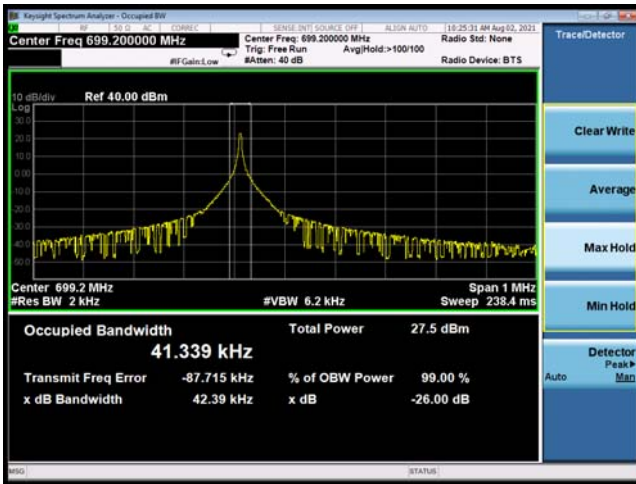 Keysight Spectrum Analyzer - Occupied BW
RF 50 Ω AC CORREC SENSE:INT SOURCE OFF ALIGN AUTO 10:25:31 AM Aug 02, 2021
Center Freq 699.200000 MHz
Center Freq: 699.200000 MHz
Radio Std: None
Trig: Free Run Avg|Hold:>100/100
#IFGain:Low #Atten: 40 dB Radio Device: BTS
Trace/Detector
10 dB/div Ref 40.00 dBm
Log
30.0
20.0
10.0
0.00
-10.0
-20.0
-30.0
-40.0
-50.0
Center 699.2 MHz Span 1 MHz
#Res BW 2 kHz #VBW 6.2 kHz Sweep 238.4 ms
Occupied Bandwidth Total Power 27.5 dBm
41.339 kHz
Transmit Freq Error -87.715 kHz % of OBW Power 99.00 %
x dB Bandwidth 42.39 kHz x dB -26.00 dB
Clear Write
Average
Max Hold
Min Hold
Detector
Peak▶
Auto Man
MSG STATUS